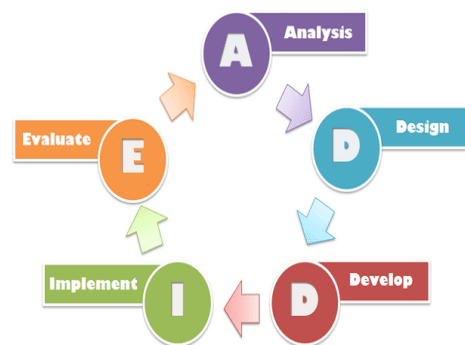 A
Analysis
D
Design
D
Develop
I
Implement
E
Evaluate